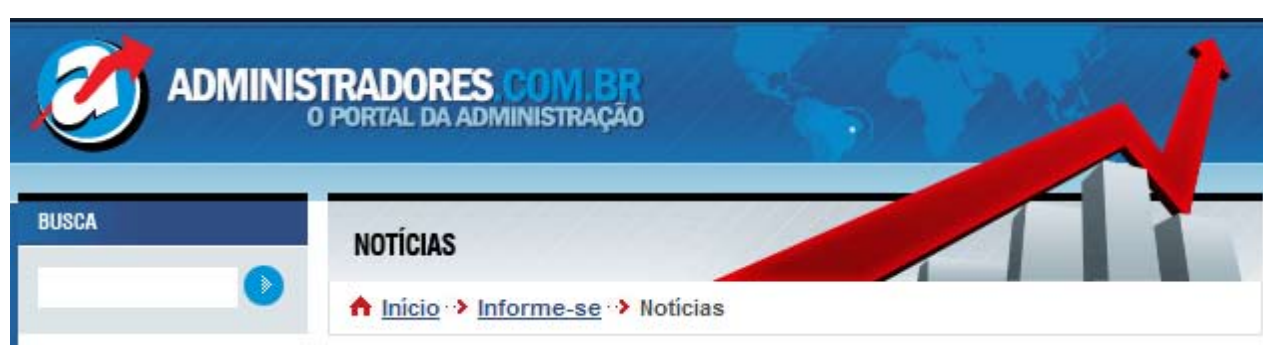 ADMINISTRADORES.COM.BR
O PORTAL DA ADMINISTRAÇÃO
BUSCA
NOTÍCIAS
Início Informe-se Notícias